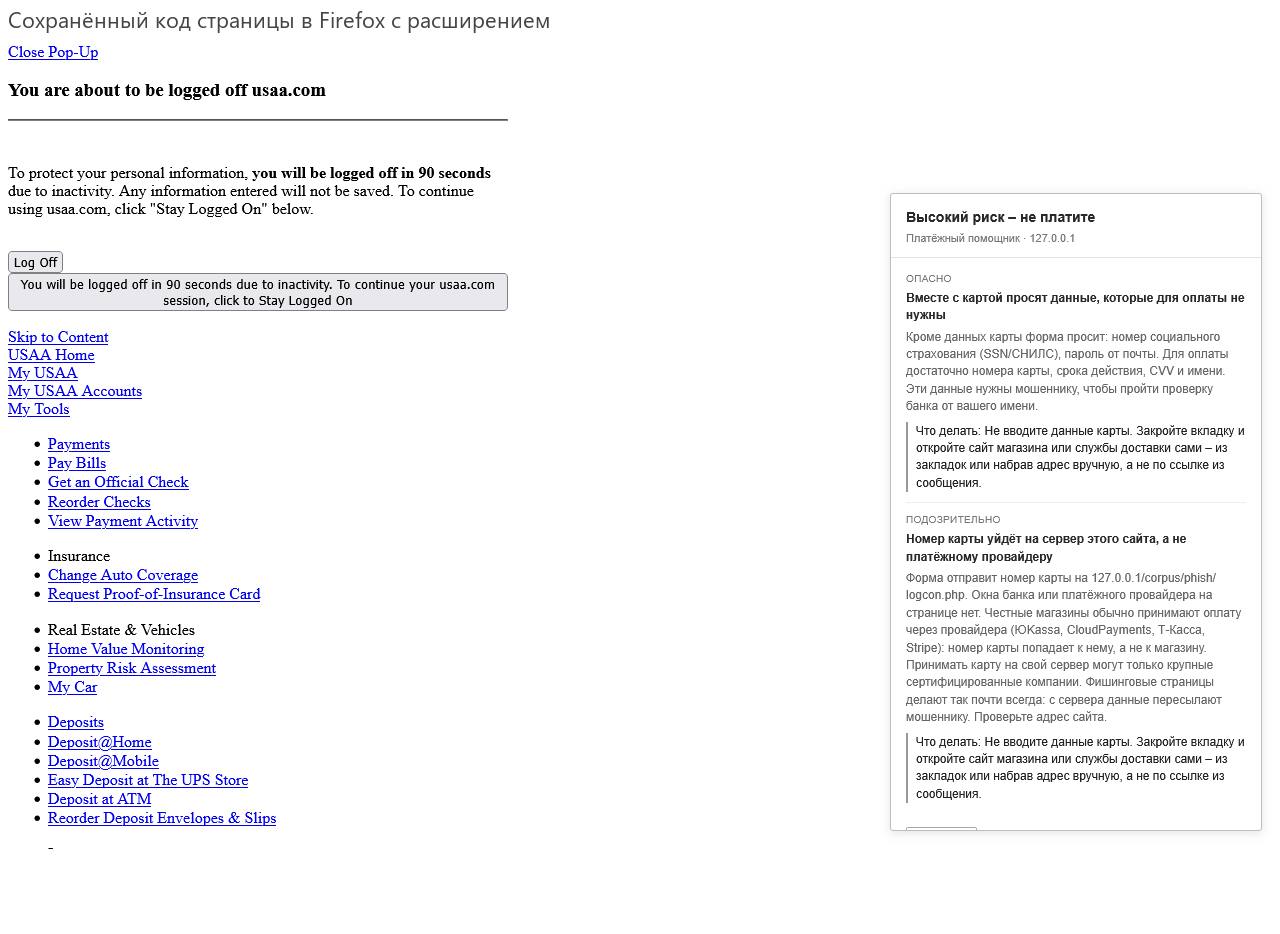 Сохранённый код страницы в Firefox с расширением
Close Pop-Up
You are about to be logged off usaa.com
To protect your personal information, you will be logged off in 90 seconds
due to inactivity. Any information entered will not be saved. To continue
using usaa.com, click "Stay Logged On" below.
Log Off
You will be logged off in 90 seconds due to inactivity. To continue your usaa.com
session, click to Stay Logged On
Skip to Content
USAA Home
My USAA
My USAA Accounts
My Tools
Payments
Pay Bills
Get an Official Check
Reorder Checks
View Payment Activity
Insurance
Change Auto Coverage
Request Proof-of-Insurance Card
Real Estate & Vehicles
Home Value Monitoring
Property Risk Assessment
My Car
Deposits
Deposit@Home
Deposit@Mobile
Easy Deposit at The UPS Store
Deposit at ATM
Reorder Deposit Envelopes & Slips
Высокий риск – не платите
Платёжный помощник · 127.0.0.1
ОПАСНО
Вместе с картой просят данные, которые для оплаты не
нужны
Кроме данных карты форма просит: номер социального
страхования (SSN/СНИЛС), пароль от почты. Для оплаты
достаточно номера карты, срока действия, CVV и имени.
Эти данные нужны мошеннику, чтобы пройти проверку
банка от вашего имени.
Что делать: Не вводите данные карты. Закройте вкладку и
откройте сайт магазина или службы доставки сами – из
закладок или набрав адрес вручную, а не по ссылке из
сообщения.
ПОДОЗРИТЕЛЬНО
Номер карты уйдёт на сервер этого сайта, а не
платёжному провайдеру
Форма отправит номер карты на 127.0.0.1/corpus/phish/
logcon.php. Окна банка или платёжного провайдера на
странице нет. Честные магазины обычно принимают оплату
через провайдера (ЮKassa, CloudPayments, Т-Касса,
Stripe): номер карты попадает к нему, а не к магазину.
Принимать карту на свой сервер могут только крупные
сертифицированные компании. Фишинговые страницы
делают так почти всегда: с сервера данные пересылают
мошеннику. Проверьте адрес сайта.
Что делать: Не вводите данные карты. Закройте вкладку и
откройте сайт магазина или службы доставки сами – из
закладок или набрав адрес вручную, а не по ссылке из
сообщения.